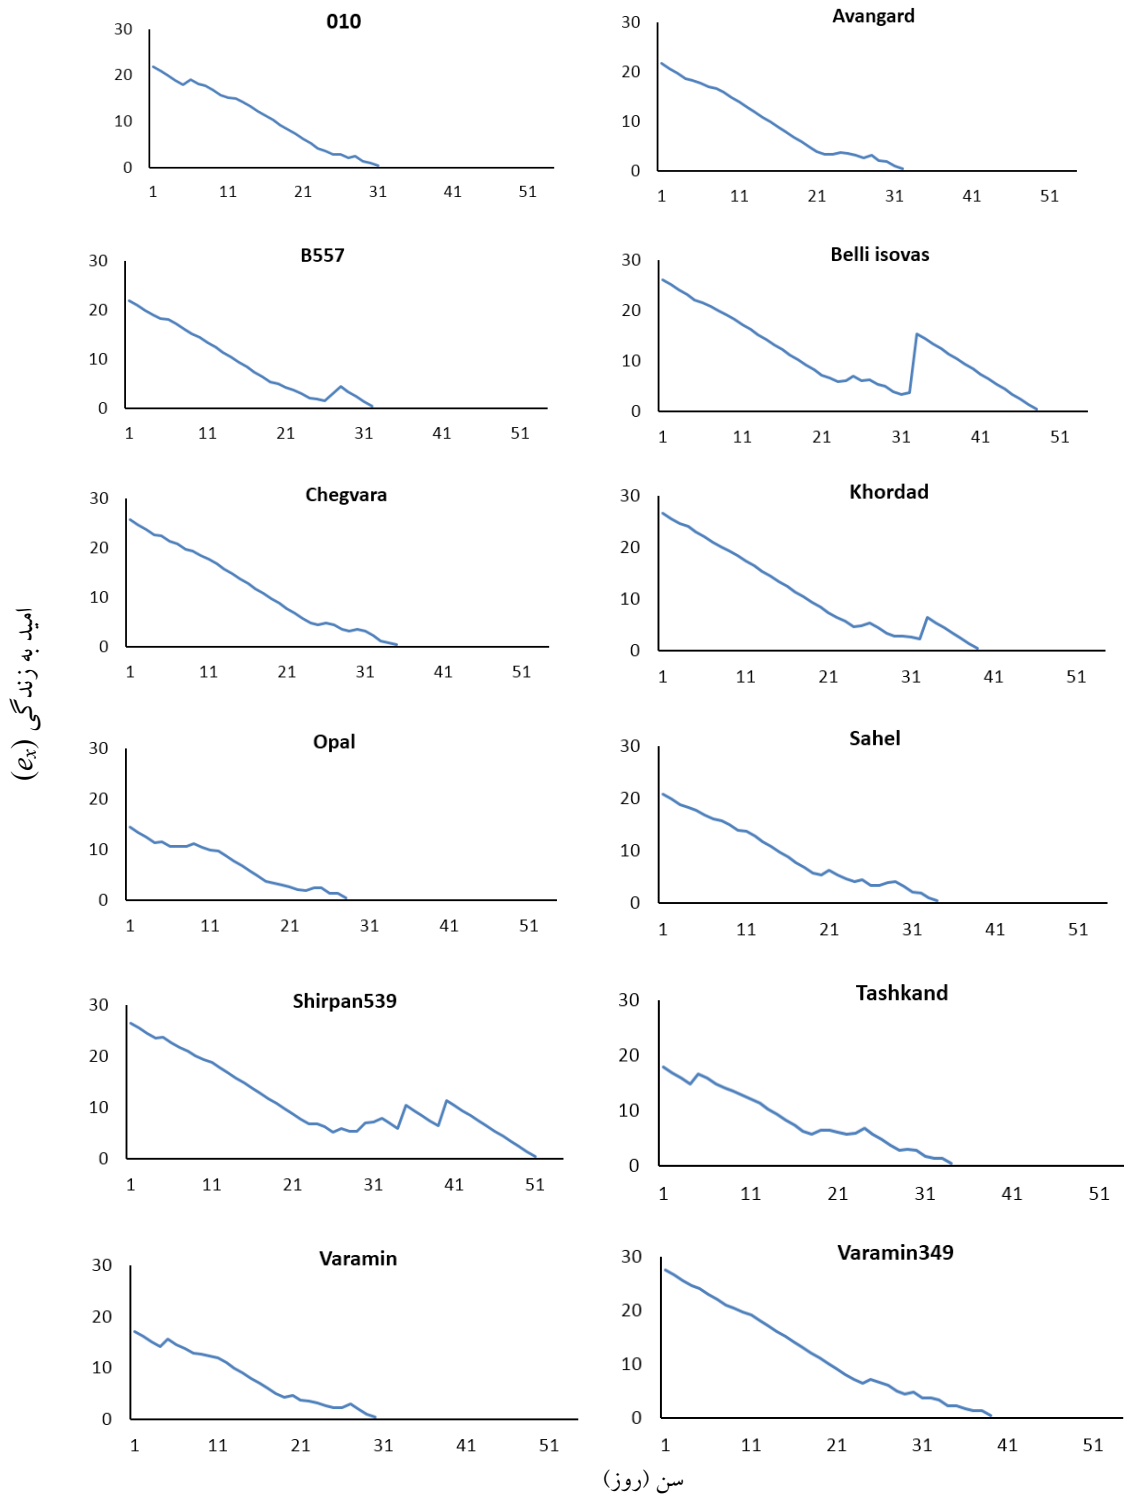 010
30
20
10
0
1 11 21 31 41 51
Avangard
30
20
10
0
1 11 21 31 41 51
B557
30
20
10
0
1 11 21 31 41 51
Belli isovas
30
20
10
0
1 11 21 31 41 51
Chegvara
30
20
10
0
1 11 21 31 41 51
Khordad
30
20
10
0
1 11 21 31 41 51
Opal
30
20
10
0
1 11 21 31 41 51
Sahel
30
20
10
0
1 11 21 31 41 51
Shirpan539
30
20
10
0
1 11 21 31 41 51
Tashkand
30
20
10
0
1 11 21 31 41 51
Varamin
30
20
10
0
1 11 21 31 41 51
Varamin349
30
20
10
0
1 11 21 31 41 51
امید به زندگی (eₓ)
سن (روز)